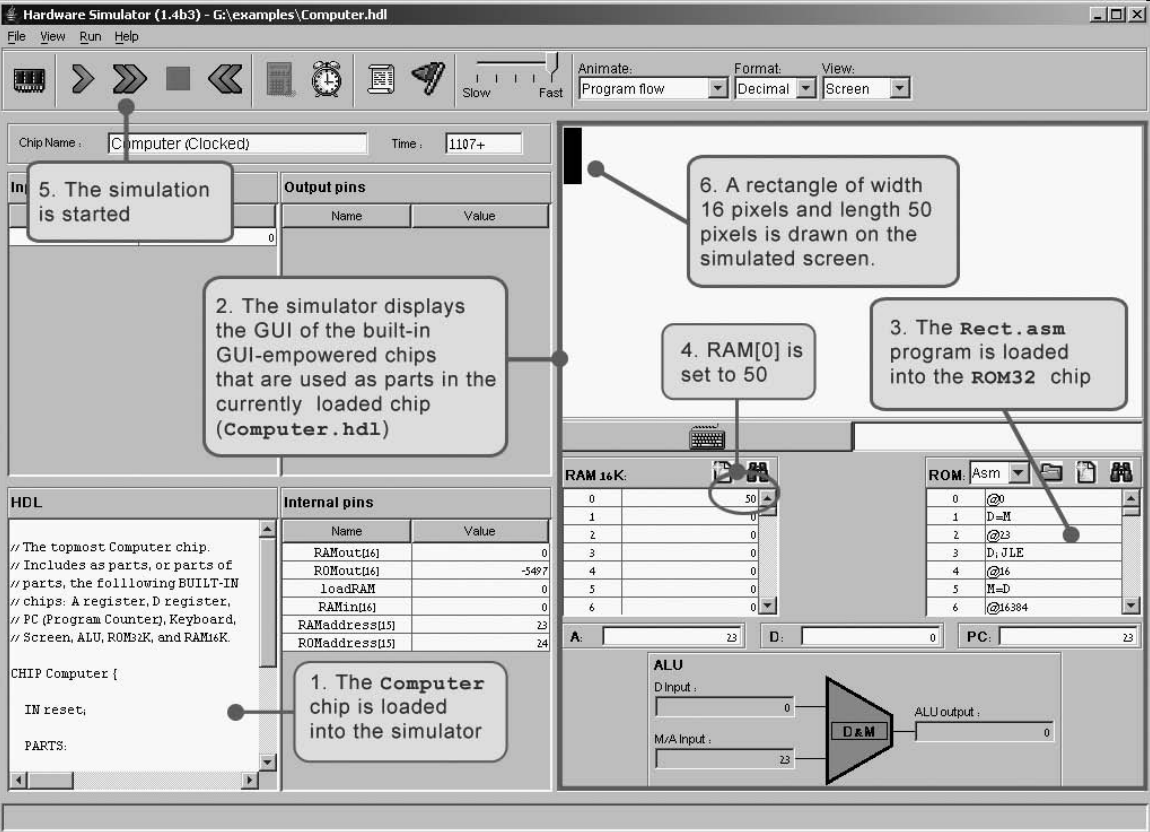 Hardware Simulator (1.4b3) - G:\examples\Computer.hdl
File View Run Help
Slow Fast
Animate:
Program flow
Format:
Decimal
View:
Screen
Chip Name :
Computer (Clocked)
Time :
1107+
In
0
5. The simulation
is started
Output pins
Name Value
2. The simulator displays
the GUI of the built-in
GUI-empowered chips
that are used as parts in the
currently loaded chip
(Computer.hdl)
6. A rectangle of width
16 pixels and length 50
pixels is drawn on the
simulated screen.
4. RAM[0] is
set to 50
3. The Rect.asm
program is loaded
into the ROM32 chip
HDL
// The topmost Computer chip.
// Includes as parts, or parts of
// parts, the folllowing BUILT-IN
// chips: A register, D register,
// PC (Program Counter), Keyboard,
// Screen, ALU, ROM32K, and RAM16K.
CHIP Computer {
IN reset;
PARTS:
Internal pins
Name Value
RAMout[16] 0
ROMout[16] -5497
loadRAM 0
RAMin[16] 0
RAMaddress[15] 23
ROMaddress[15] 24
1. The Computer
chip is loaded
into the simulator
RAM 16K:
0 50
1 0
2 0
3 0
4 0
5 0
6 0
ROM: Asm
0 @0
1 D=M
2 @23
3 D;JLE
4 @16
5 M=D
6 @16384
A: 23
D: 0
PC: 23
ALU
D Input :
0
M/A Input :
23
D&M
ALU output :
0